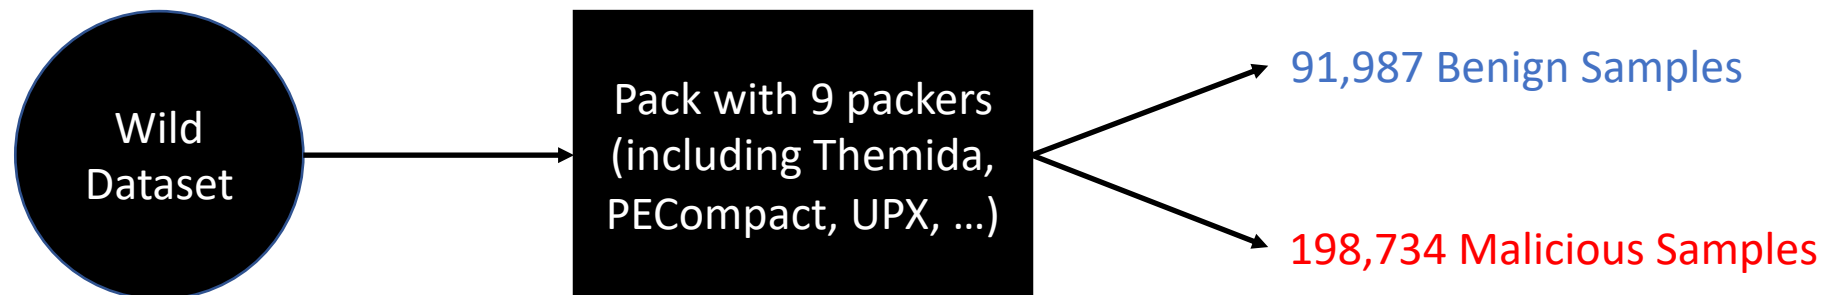 Wild
Dataset
Pack with 9 packers
(including Themida,
PECompact, UPX, …)
91,987 Benign Samples
198,734 Malicious Samples